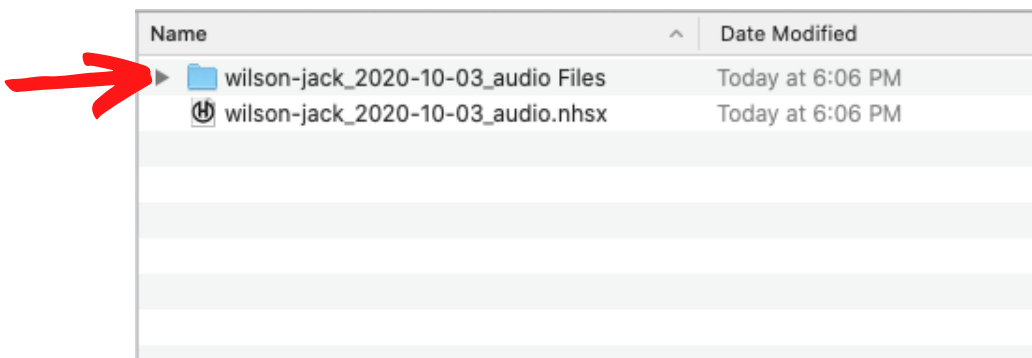 Name Date Modified
wilson-jack_2020-10-03_audio Files Today at 6:06 PM
wilson-jack_2020-10-03_audio.nhsx Today at 6:06 PM